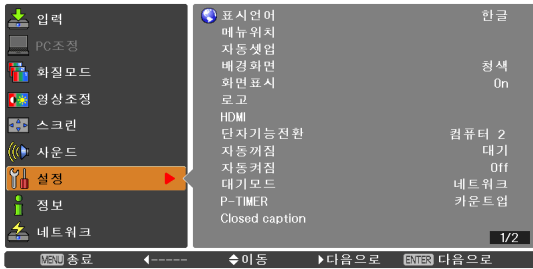 입력
PC조정
화질모드
영상조정
스크린
사운드
설정
정보
네트워크
표시언어 한글
메뉴위치
자동셋업
배경화면 청색
화면표시 On
로고
HDMI
단자기능전환 컴퓨터 2
자동꺼짐 대기
자동켜짐 Off
대기모드 네트워크
P-TIMER 카운트업
Closed caption
1/2
MENU 종료 ◀----- ◆이동 ▶다음으로 ENTER 다음으로